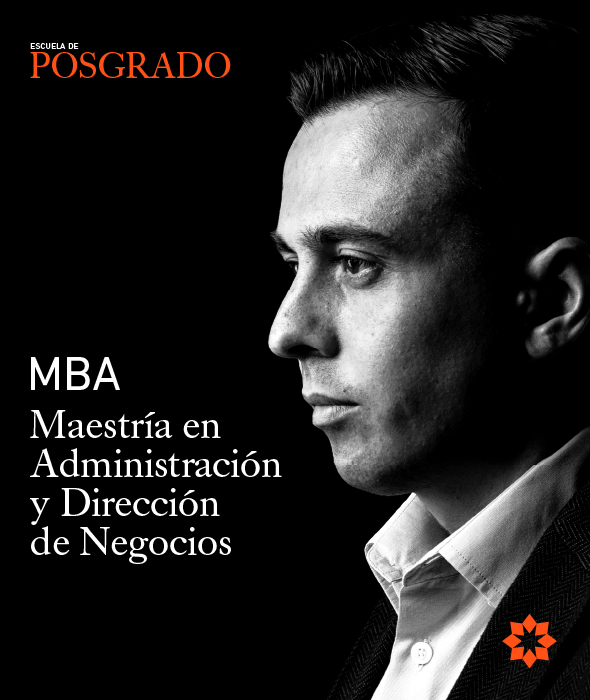 ESCUELA DE
POSGRADO
MBA
Maestría en
Administración
y Dirección
de Negocios